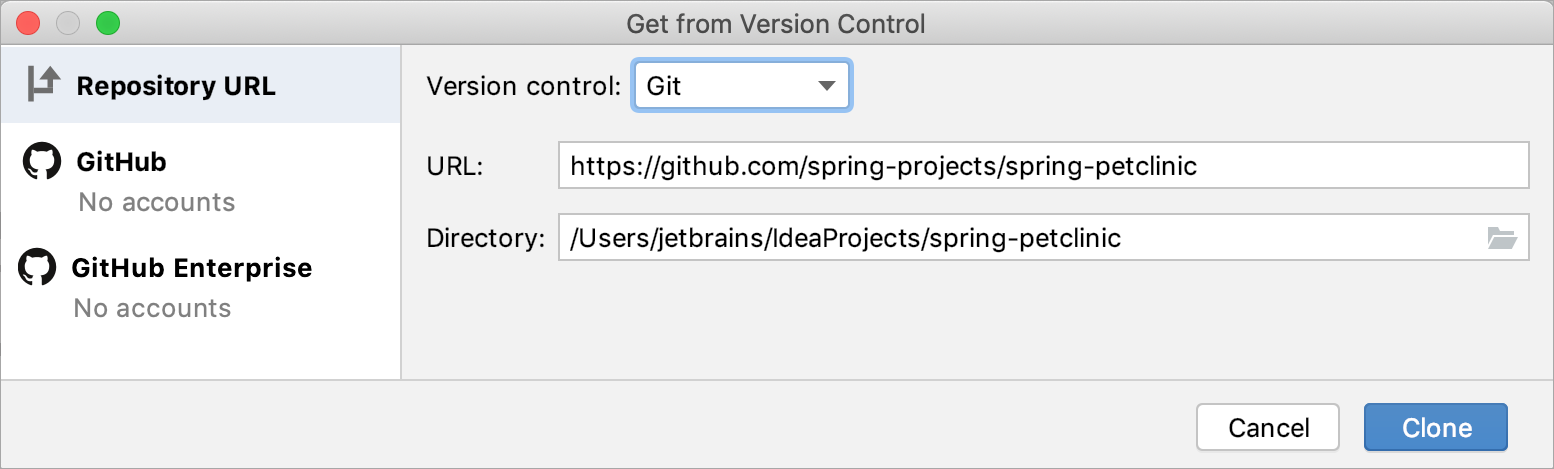 Get from Version Control
Repository URL
GitHub
No accounts
GitHub Enterprise
No accounts
Version control: Git
URL: https://github.com/spring-projects/spring-petclinic
Directory: /Users/jetbrains/IdeaProjects/spring-petclinic
Cancel Clone